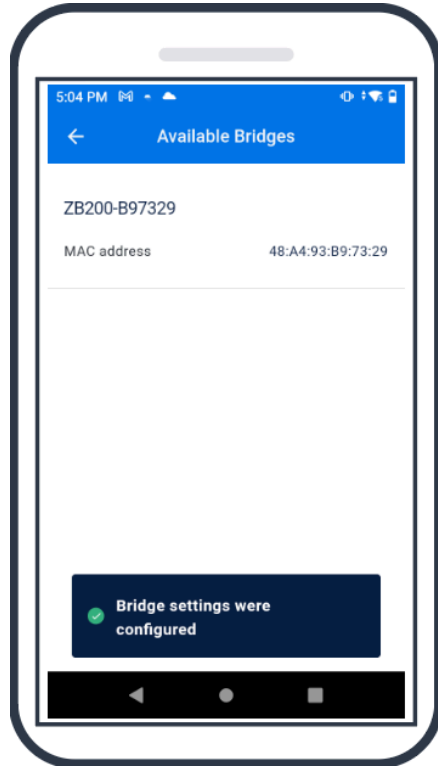 5:04 PM
Available Bridges
ZB200-B97329
MAC address 48:A4:93:B9:73:29
Bridge settings were
configured